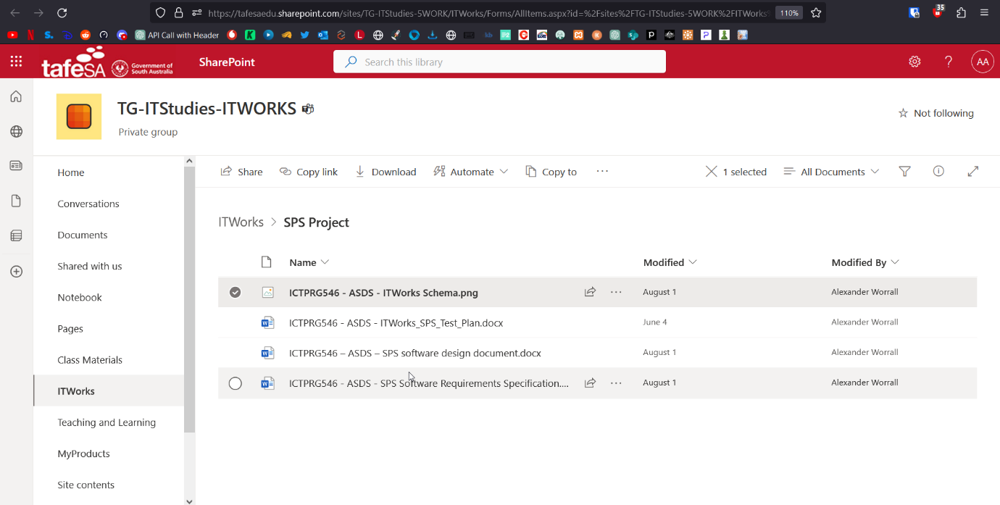 https://tafesaedu.sharepoint.com/sites/TG-ITStudies-5WORK/ITWorks/Forms/AllItems.aspx?id=%2Fsites%2FTG-ITStudies-5WORK%2FITWorks 110% 35
API Call with Header
tafeSA Government of South Australia SharePoint Search this library ? AA
TG-ITStudies-ITWORKS
Private group
Not following
Home
Conversations
Documents
Shared with us
Notebook
Pages
Class Materials
ITWorks
Teaching and Learning
MyProducts
Site contents
Share Copy link Download Automate Copy to ... 1 selected All Documents
ITWorks > SPS Project
Name Modified Modified By
ICTPRG546 - ASDS - ITWorks Schema.png ... August 1 Alexander Worrall
ICTPRG546 - ASDS - ITWorks_SPS_Test_Plan.docx June 4 Alexander Worrall
ICTPRG546 – ASDS – SPS software design document.docx August 1 Alexander Worrall
ICTPRG546 - ASDS - SPS Software Requirements Specification.... ... August 1 Alexander Worrall